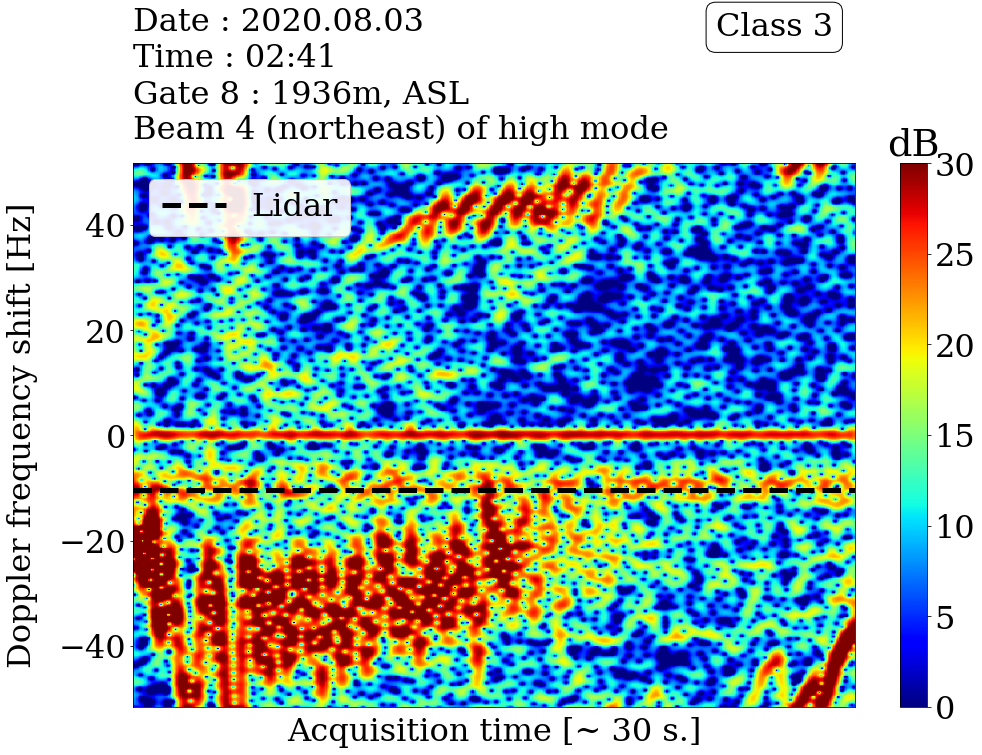 Date : 2020.08.03
Time : 02:41
Gate 8 : 1936m, ASL
Beam 4 (northeast) of high mode
Class 3
dB
Lidar
Doppler frequency shift [Hz]
40
20
0
−20
−40
Acquisition time [~ 30 s.]
30
25
20
15
10
5
0